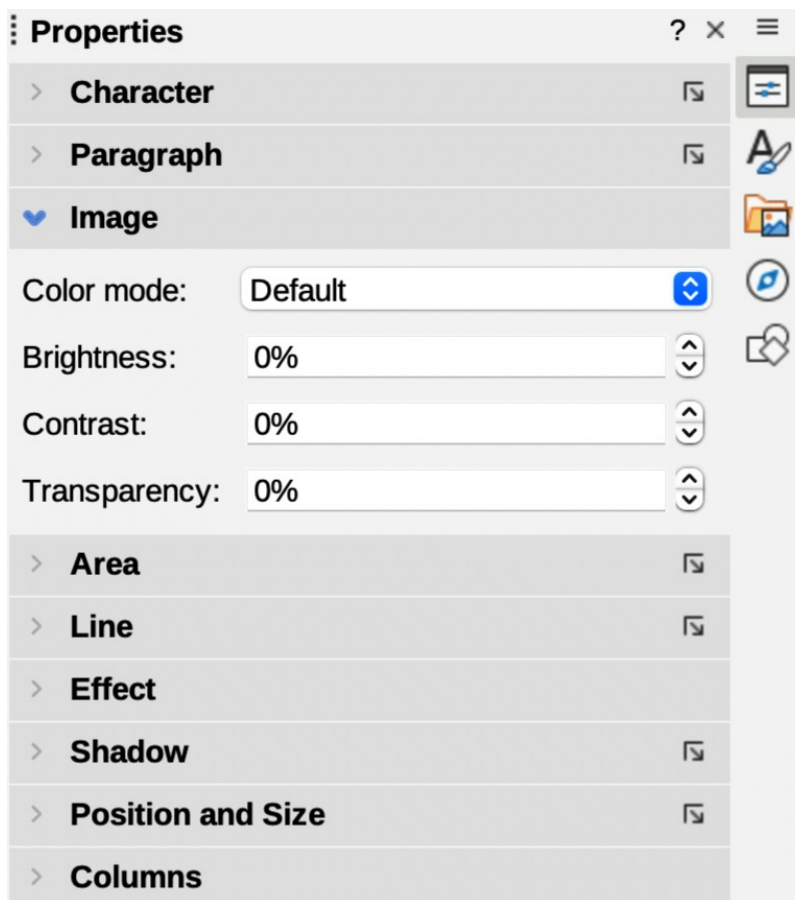 Properties ?
Character
Paragraph
Image
Color mode: Default
Brightness: 0%
Contrast: 0%
Transparency: 0%
Area
Line
Effect
Shadow
Position and Size
Columns